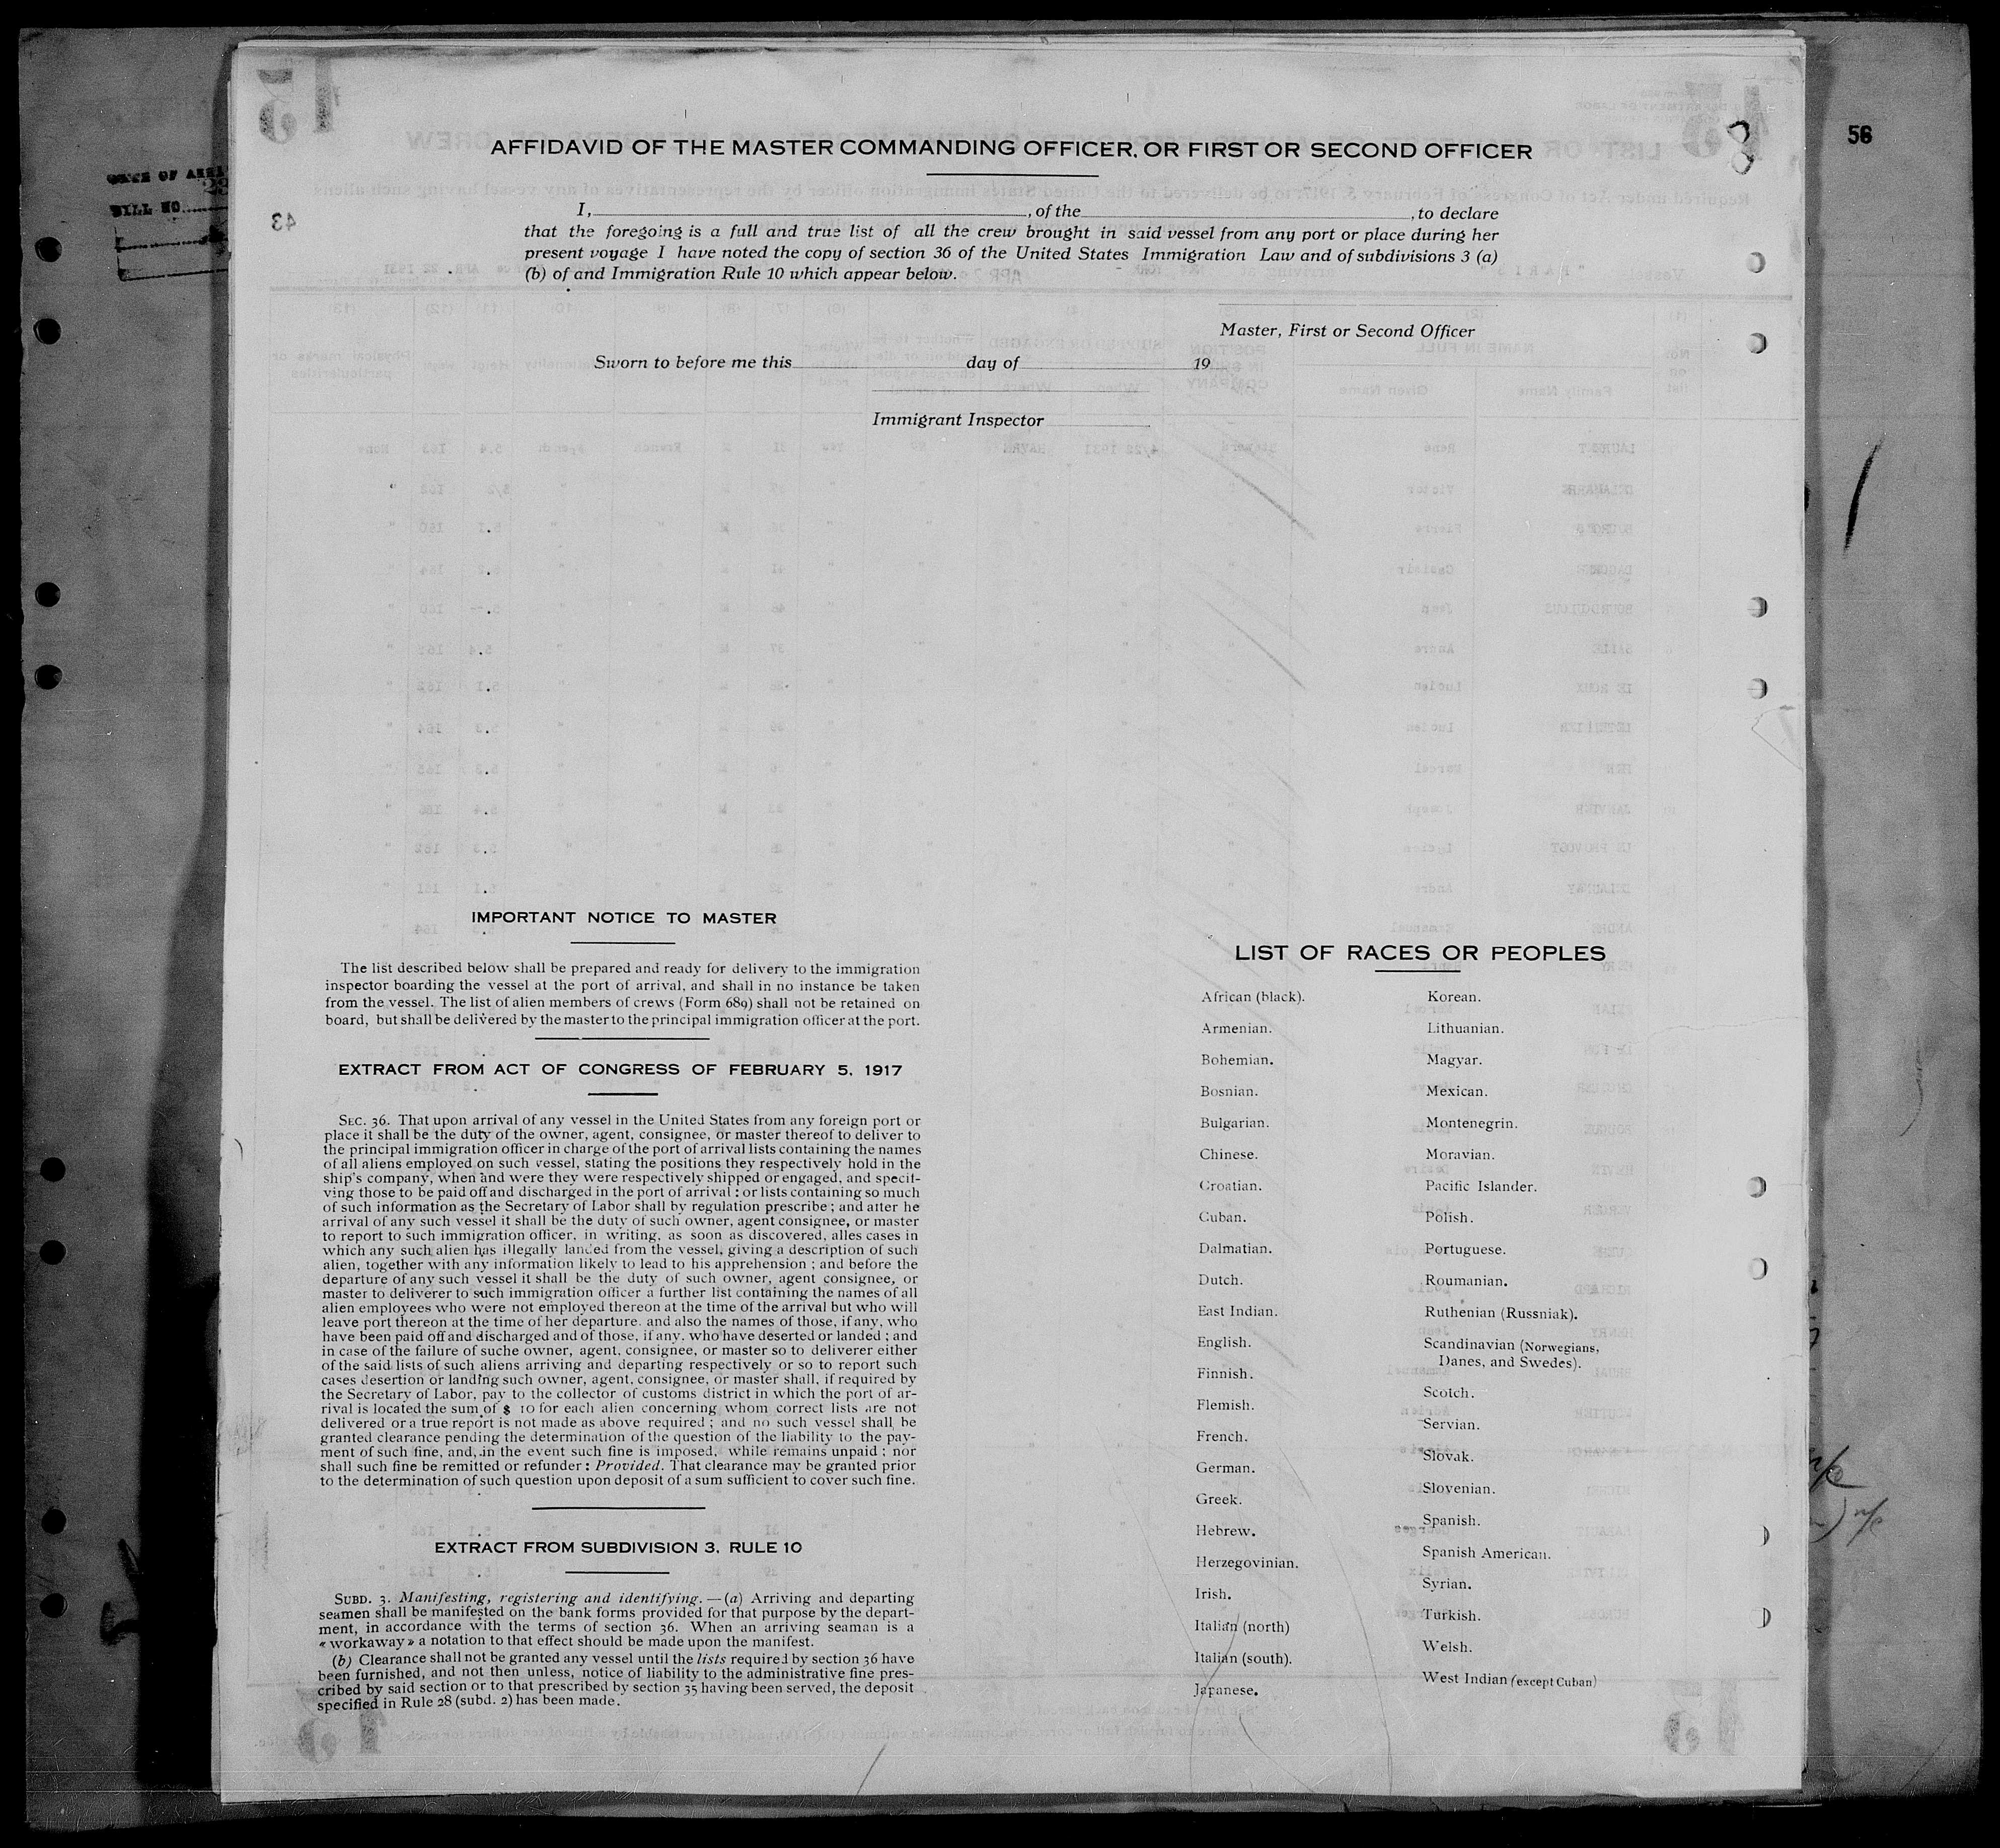 56
AFFIDAVID OF THE MASTER COMMANDING OFFICER, OR FIRST OR SECOND OFFICER
I, , of the , to declare
that the foregoing is a full and true list of all the crew brought in said vessel from any port or place during her
present voyage I have noted the copy of section 36 of the United States Immigration Law and of subdivisions 3 (a)
(b) of and Immigration Rule 10 which appear below.
Master, First or Second Officer
Sworn to before me this day of 19
Immigrant Inspector
IMPORTANT NOTICE TO MASTER
The list described below shall be prepared and ready for delivery to the immigration
inspector boarding the vessel at the port of arrival, and shall in no instance be taken
from the vessel. The list of alien members of crews (Form 689) shall not be retained on
board, but shall be delivered by the master to the principal immigration officer at the port.
EXTRACT FROM ACT OF CONGRESS OF FEBRUARY 5, 1917
SEC. 36. That upon arrival of any vessel in the United States from any foreign port or
place it shall be the duty of the owner, agent, consignee, or master thereof to deliver to
the principal immigration officer in charge of the port of arrival lists containing the names
of all aliens employed on such vessel, stating the positions they respectively hold in the
ship's company, when and were they were respectively shipped or engaged, and specif-
ving those to be paid off and discharged in the port of arrival : or lists containing so much
of such information as the Secretary of Labor shall by regulation prescribe ; and atter he
arrival of any such vessel it shall be the duty of such owner, agent consignee, or master
to report to such immigration officer, in writing, as soon as discovered, alles cases in
which any such alien has illegally landed from the vessel, giving a description of such
alien, together with any information likely to lead to his apprehension ; and before the
departure of any such vessel it shall be the duty of such owner, agent consignee, or
master to deliverer to such immigration officer a further list containing the names of all
alien employees who were not employed thereon at the time of the arrival but who will
leave port thereon at the time of her departure. and also the names of those, if any, who
have been paid off and discharged and of those, if any, who have deserted or landed ; and
in case of the failure of suche owner, agent, consignee, or master so to deliverer either
of the said lists of such aliens arriving and departing respectively or so to report such
cases desertion or landing such owner, agent, consignee, or master shall, if required by
the Secretary of Labor, pay to the collector of customs district in which the port of ar-
rival is located the sum of $ 10 for each alien concerning whom correct lists are not
delivered or a true report is not made as above required ; and no such vessel shall be
granted clearance pending the determination of the question of the liability to the pay-
ment of such fine, and, in the event such fine is imposed, while remains unpaid ; nor
shall such fine be remitted or refunder : Provided. That clearance may be granted prior
to the determination of such question upon deposit of a sum sufficient to cover such fine.
EXTRACT FROM SUBDIVISION 3, RULE 10
SUBD. 3. Manifesting, registering and identifying. — (a) Arriving and departing
seamen shall be manifested on the bank forms provided for that purpose by the depart-
ment, in accordance with the terms of section 36. When an arriving seaman is a
« workaway » a notation to that effect should be made upon the manifest.
(b) Clearance shall not be granted any vessel until the lists required by section 36 have
been furnished, and not then unless, notice of liability to the administrative fine pres-
cribed by said section or to that prescribed by section 35 having been served, the deposit
specified in Rule 28 (subd. 2) has been made.
LIST OF RACES OR PEOPLES
African (black).
Armenian.
Bohemian.
Bosnian.
Bulgarian.
Chinese.
Croatian.
Cuban.
Dalmatian.
Dutch.
East Indian.
English.
Finnish.
Flemish.
French.
German.
Greek.
Hebrew.
Herzegovinian.
Irish.
Italian (north)
Italian (south).
Japanese.
Korean.
Lithuanian.
Magyar.
Mexican.
Montenegrin.
Moravian.
Pacific Islander.
Polish.
Portuguese.
Roumanian.
Ruthenian (Russniak).
Scandinavian (Norwegians,
Danes, and Swedes).
Scotch.
Servian.
Slovak.
Slovenian.
Spanish.
Spanish American.
Syrian.
Turkish.
Welsh.
West Indian (except Cuban)